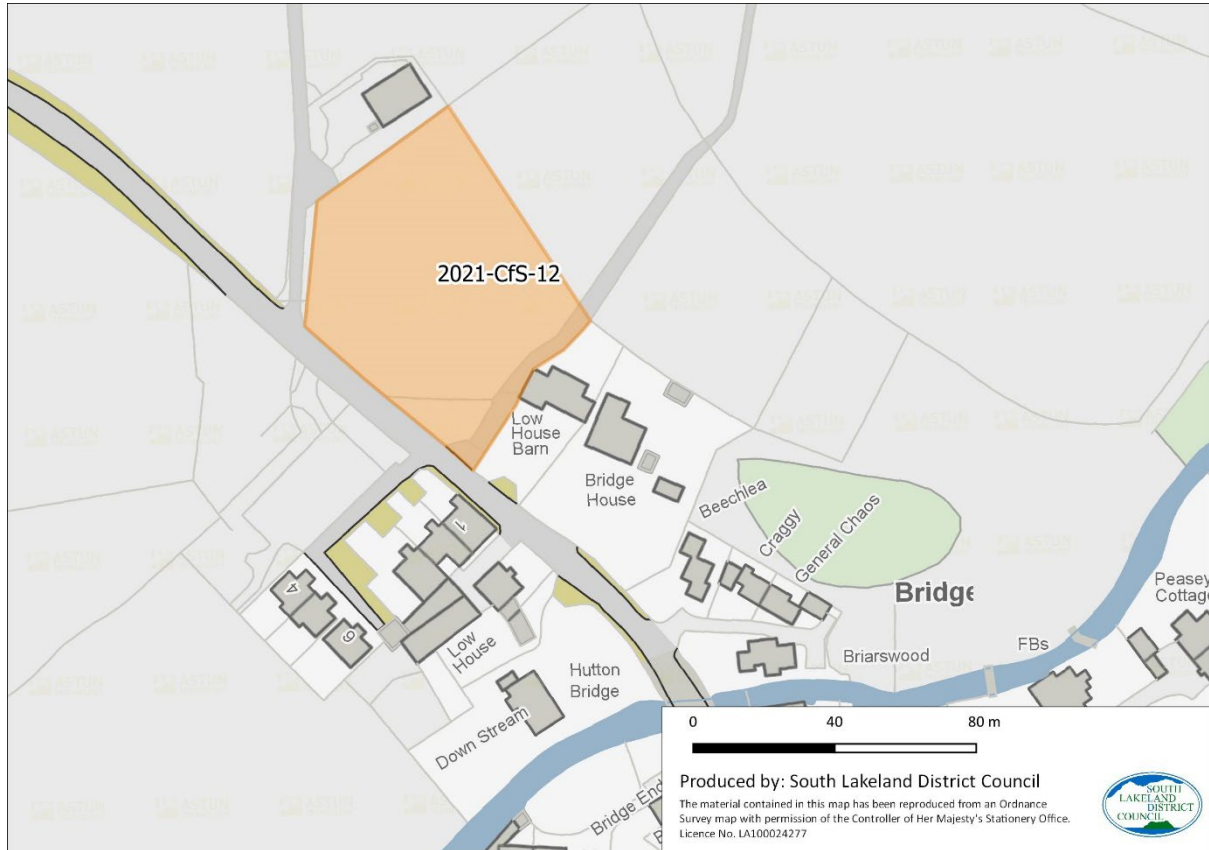 2021-CfS-12
Low
House
Barn
Bridge
House
Beechlea
Craggy
General Chaos
Bridge
Peasey
Cottage
1
4
6
Low
House
Briarswood
FBs
Hutton
Bridge
Down Stream
Bridge End
0 40 80 m
Produced by: South Lakeland District Council
The material contained in this map has been reproduced from an Ordnance
Survey map with permission of the Controller of Her Majesty's Stationery Office.
Licence No. LA100024277
SOUTH
LAKELAND
DISTRICT
COUNCIL